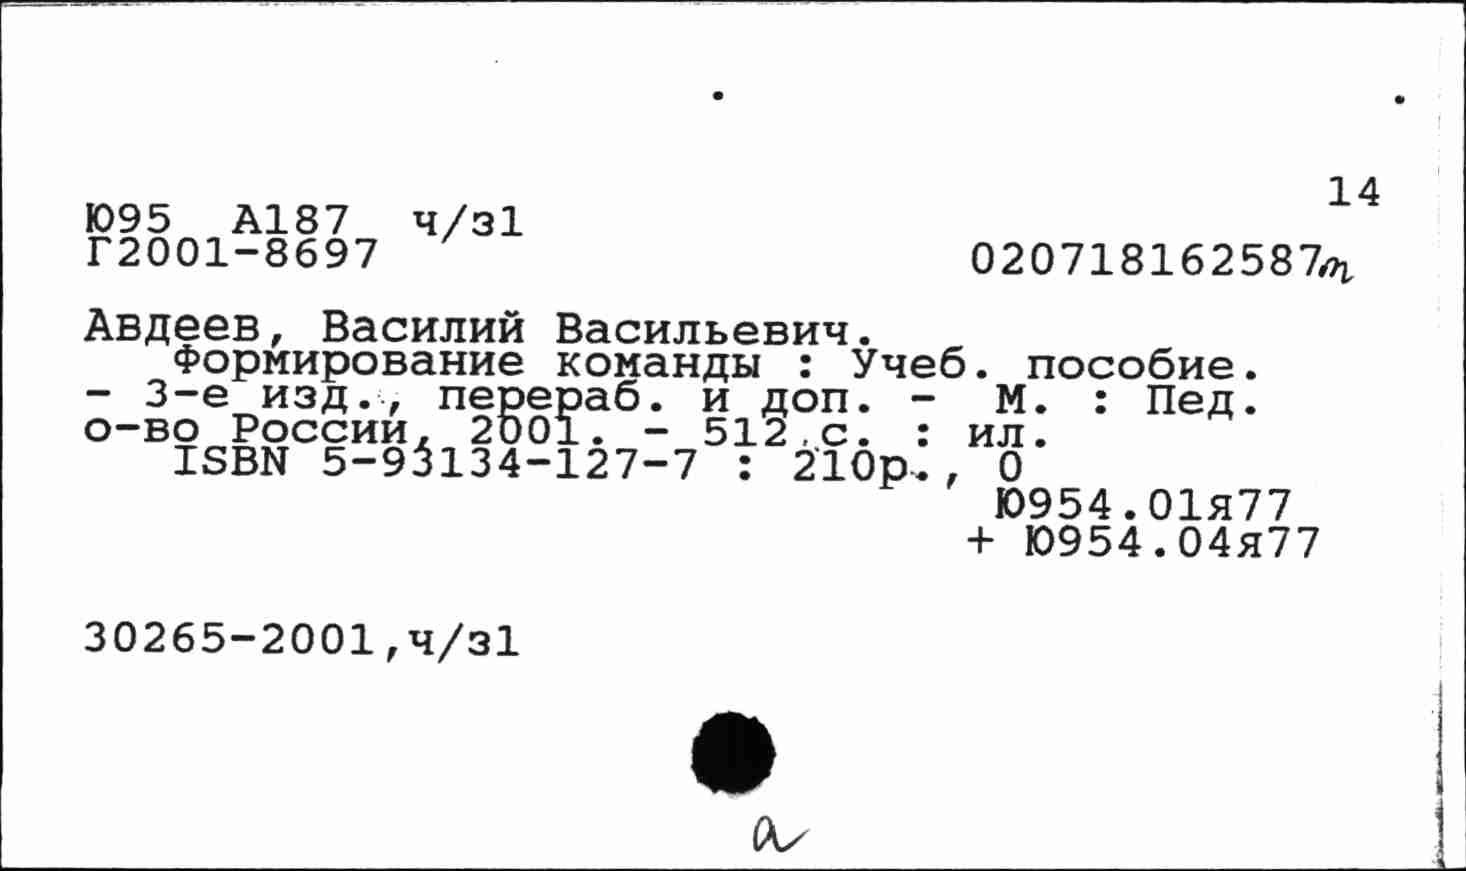 14
Ю95  А187  ч/з1
Г2001-8697
020718162587т
Авдеев, Василий Васильевич.
Формирование команды : Учеб. пособие.
- 3-е изд., перераб. и доп. - М. : Пед.
о-во России, 2001. - 512 с. : ил.
ISBN 5-93134-127-7 : 210р., 0
Ю954.01я77
+ Ю954.04я77
30265-2001,ч/з1
а